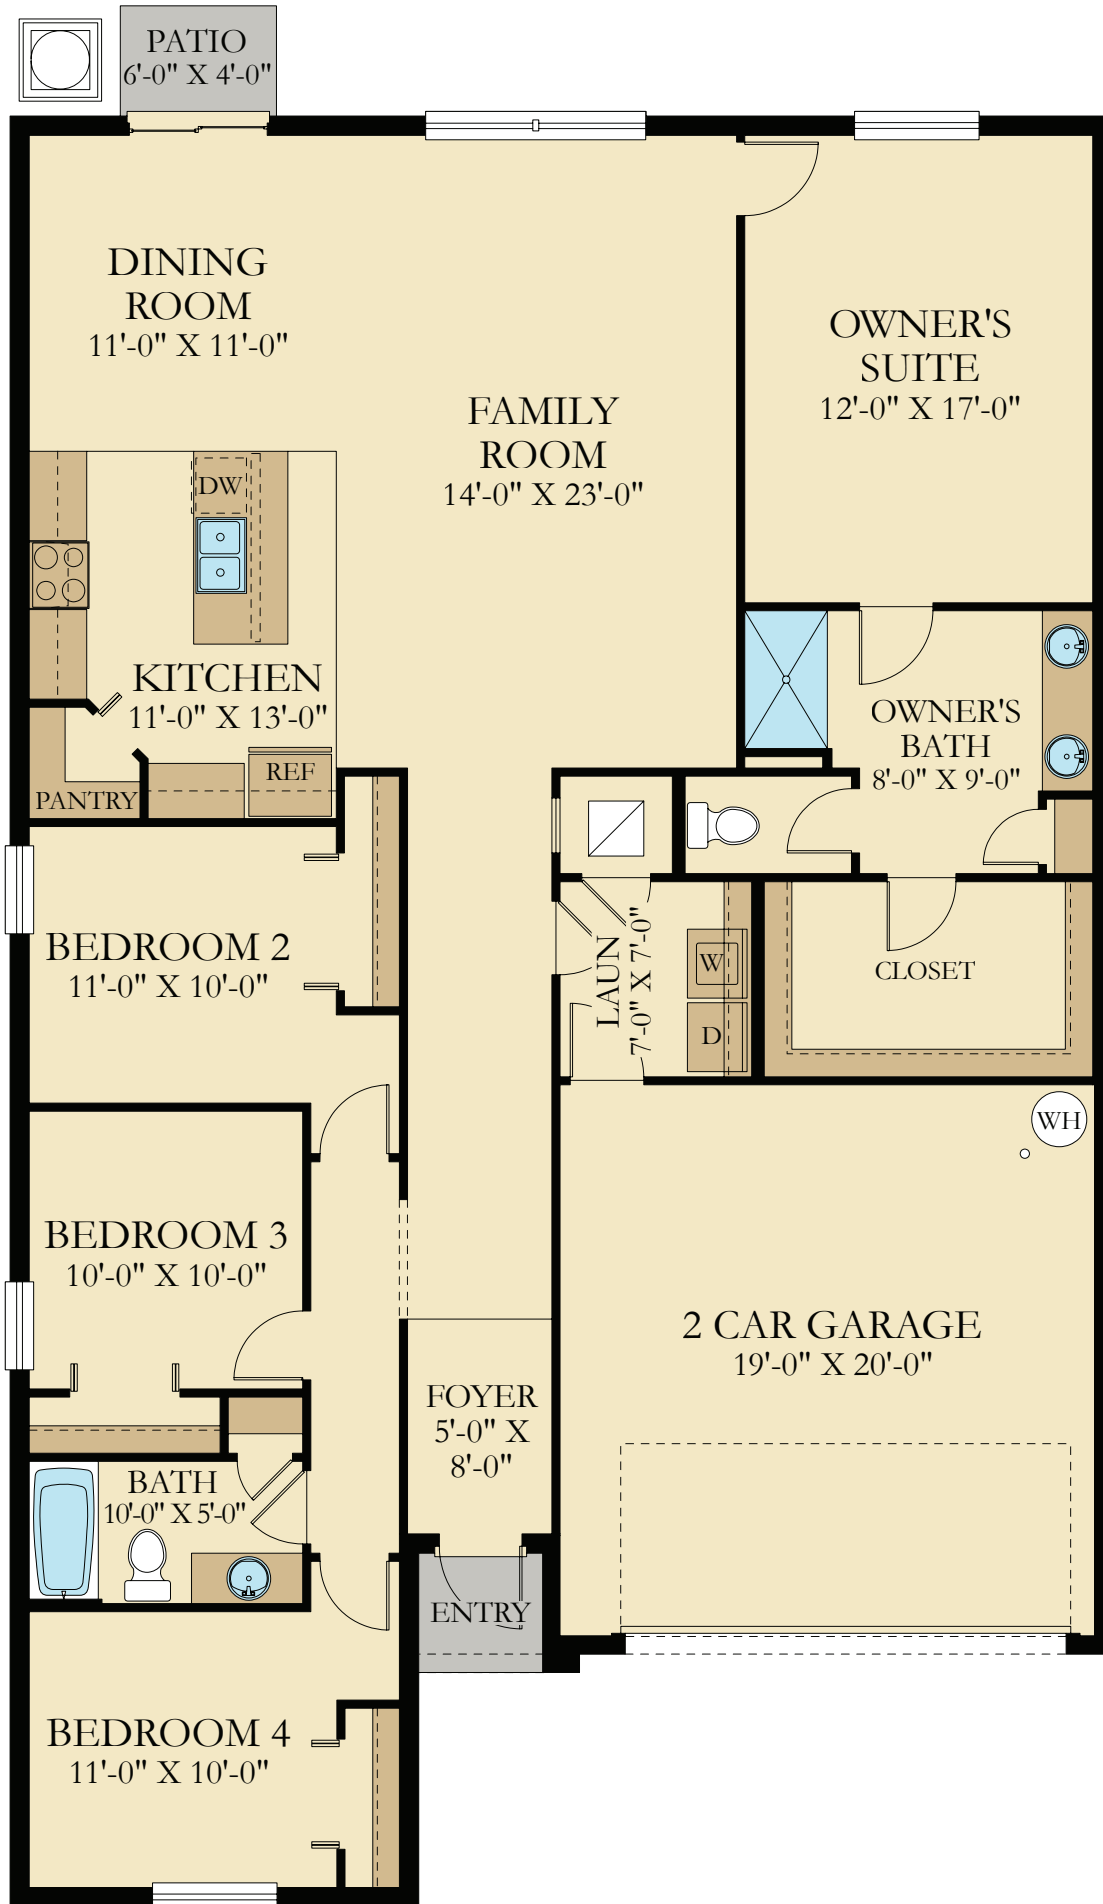 PATIO
6'-0" X 4'-0"
DINING
ROOM
11'-0" X 11'-0"
OWNER'S
SUITE
12'-0" X 17'-0"
FAMILY
ROOM
14'-0" X 23'-0"
DW
KITCHEN
11'-0" X 13'-0"
REF
PANTRY
OWNER'S
BATH
8'-0" X 9'-0"
BEDROOM 2
11'-0" X 10'-0"
LAUN
7'-0" X 7'-0"
W
D
CLOSET
WH
BEDROOM 3
10'-0" X 10'-0"
2 CAR GARAGE
19'-0" X 20'-0"
FOYER
5'-0" X
8'-0"
BATH
10'-0" X 5'-0"
ENTRY
BEDROOM 4
11'-0" X 10'-0"